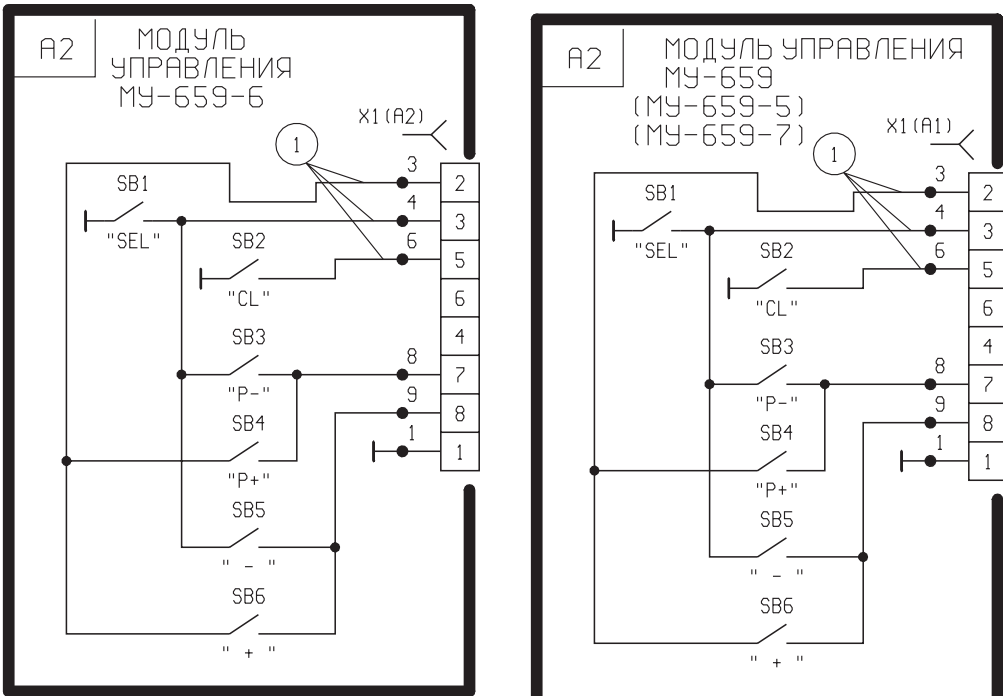 А2
МОДУЛЬ
УПРАВЛЕНИЯ
МУ-659-6
X1(A2)
1
3
2
SB1
4
3
"SEL"
SB2
6
5
"CL"
6
SB3
4
8
7
"P-"
9
SB4
8
1
1
"P+"
SB5
" - "
SB6
" + "
А2
МОДУЛЬ УПРАВЛЕНИЯ
МУ-659
(МУ-659-5)
(МУ-659-7)
X1(A1)
1
3
2
SB1
4
3
"SEL"
SB2
6
5
"CL"
6
SB3
4
8
7
"P-"
9
SB4
8
1
1
"P+"
SB5
" - "
SB6
" + "